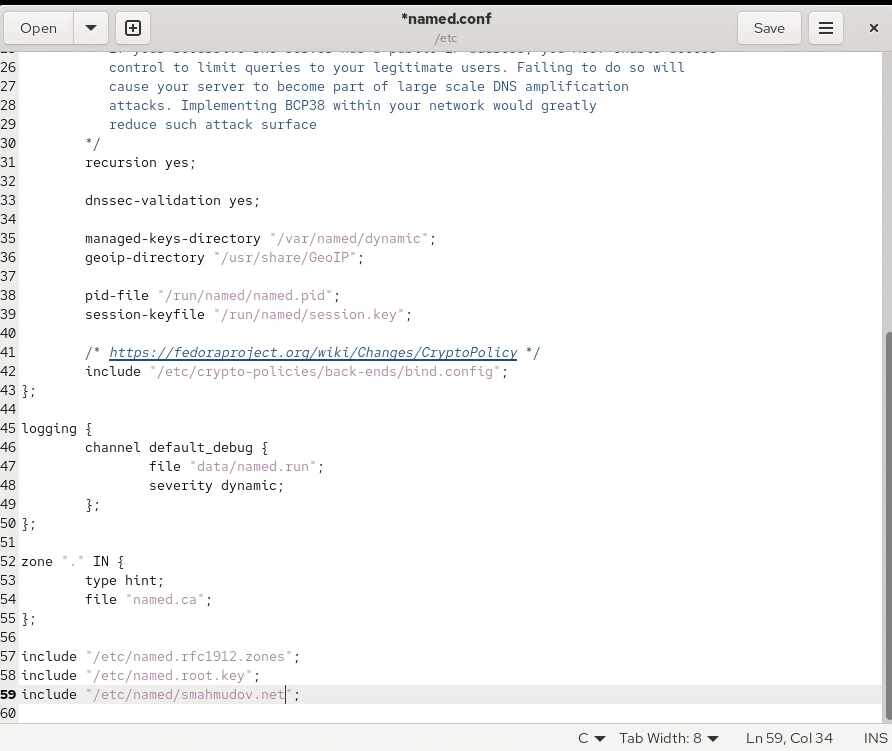 Open
*named.conf
/etc
Save
26 control to limit queries to your legitimate users. Failing to do so will
27 cause your server to become part of large scale DNS amplification
28 attacks. Implementing BCP38 within your network would greatly
29 reduce such attack surface
30 */
31 recursion yes;
32
33 dnssec-validation yes;
34
35 managed-keys-directory "/var/named/dynamic";
36 geoip-directory "/usr/share/GeoIP";
37
38 pid-file "/run/named/named.pid";
39 session-keyfile "/run/named/session.key";
40
41 /* https://fedoraproject.org/wiki/Changes/CryptoPolicy */
42 include "/etc/crypto-policies/back-ends/bind.config";
43 };
44
45 logging {
46 channel default_debug {
47 file "data/named.run";
48 severity dynamic;
49 };
50 };
51
52 zone "." IN {
53 type hint;
54 file "named.ca";
55 };
56
57 include "/etc/named.rfc1912.zones";
58 include "/etc/named.root.key";
59 include "/etc/named/smahmudov.net";
60
C Tab Width: 8 Ln 59, Col 34 INS